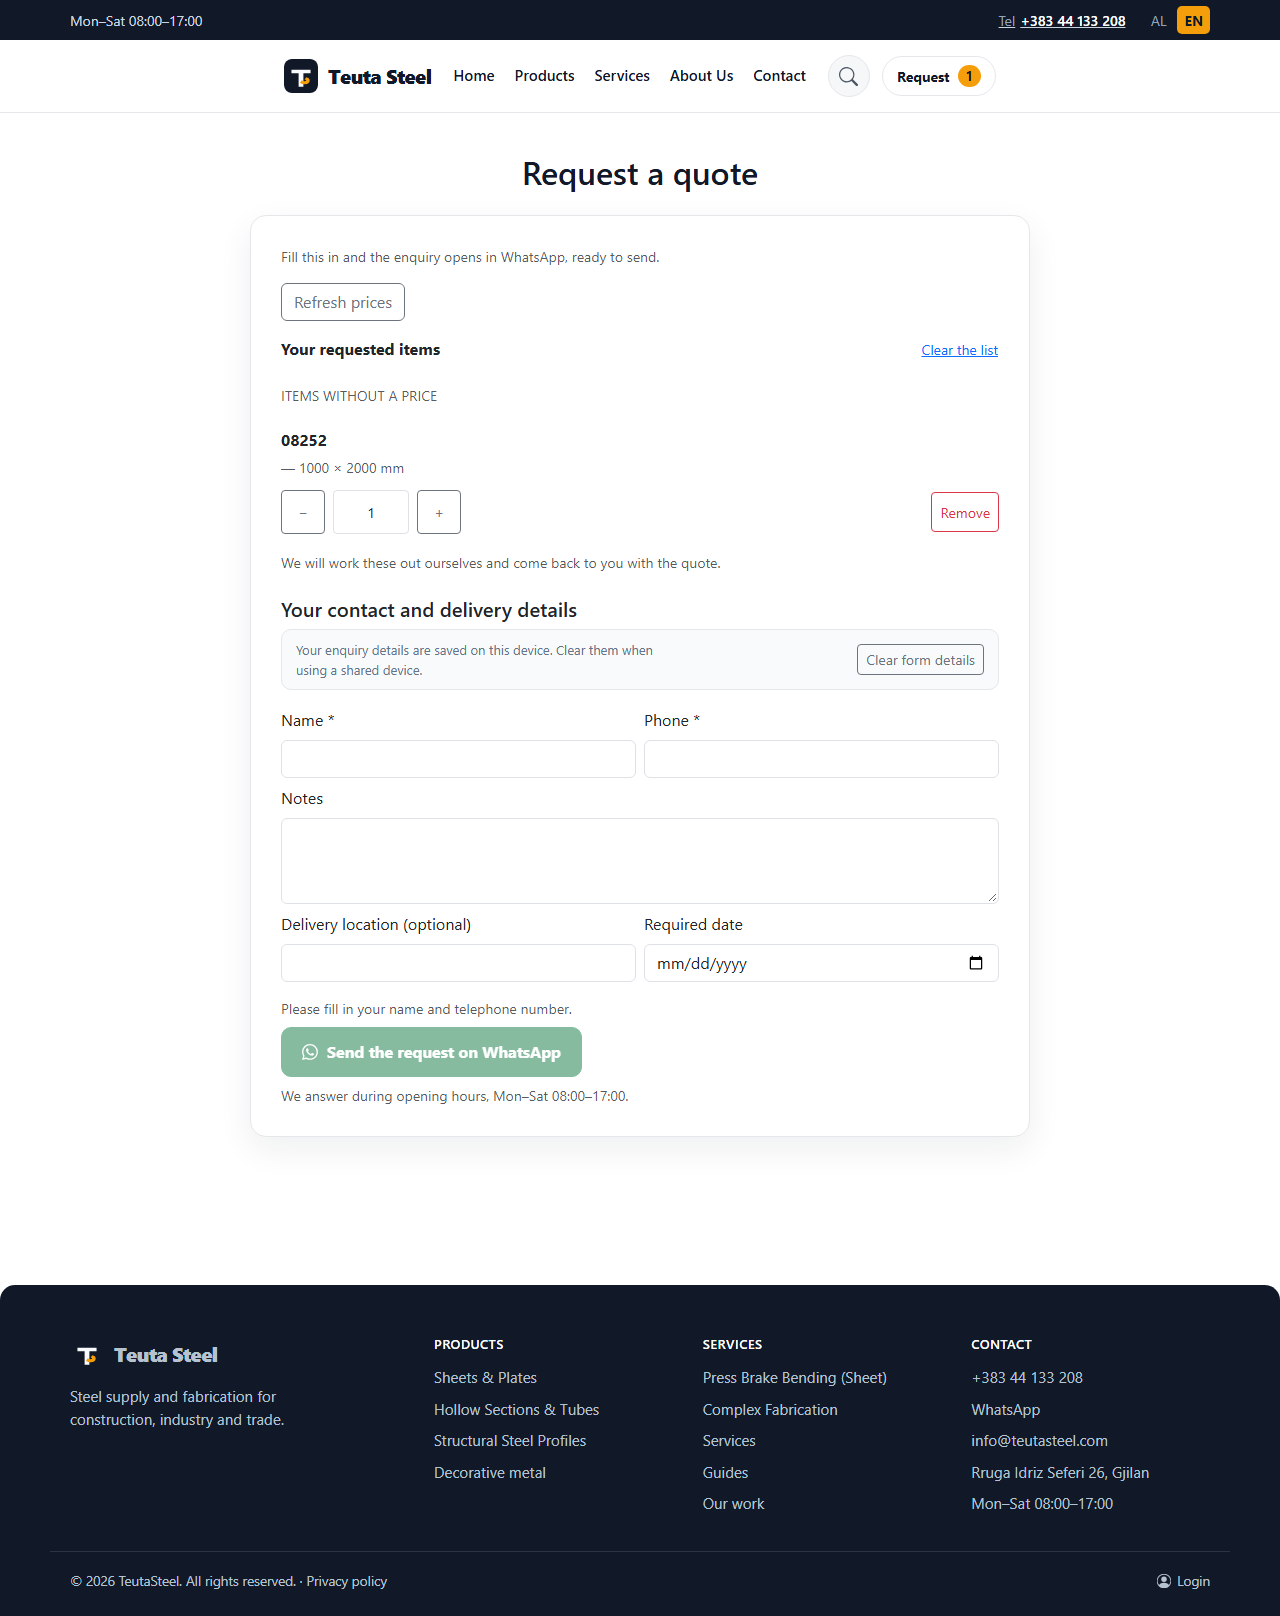 Mon–Sat 08:00–17:00
Tel +383 44 133 208 AL EN
Teuta Steel Home Products Services About Us Contact Request 1
Request a quote
Fill this in and the enquiry opens in WhatsApp, ready to send.
Refresh prices
Your requested items Clear the list
ITEMS WITHOUT A PRICE
08252
— 1000 × 2000 mm
− 1 + Remove
We will work these out ourselves and come back to you with the quote.
Your contact and delivery details
Your enquiry details are saved on this device. Clear them when
using a shared device.
Clear form details
Name * Phone *
Notes
Delivery location (optional) Required date
mm/dd/yyyy
Please fill in your name and telephone number.
Send the request on WhatsApp
We answer during opening hours, Mon–Sat 08:00–17:00.
Teuta Steel
Steel supply and fabrication for
construction, industry and trade.
PRODUCTS
Sheets & Plates
Hollow Sections & Tubes
Structural Steel Profiles
Decorative metal
SERVICES
Press Brake Bending (Sheet)
Complex Fabrication
Services
Guides
Our work
CONTACT
+383 44 133 208
WhatsApp
info@teutasteel.com
Rruga Idriz Seferi 26, Gjilan
Mon–Sat 08:00–17:00
© 2026 TeutaSteel. All rights reserved. · Privacy policy
Login